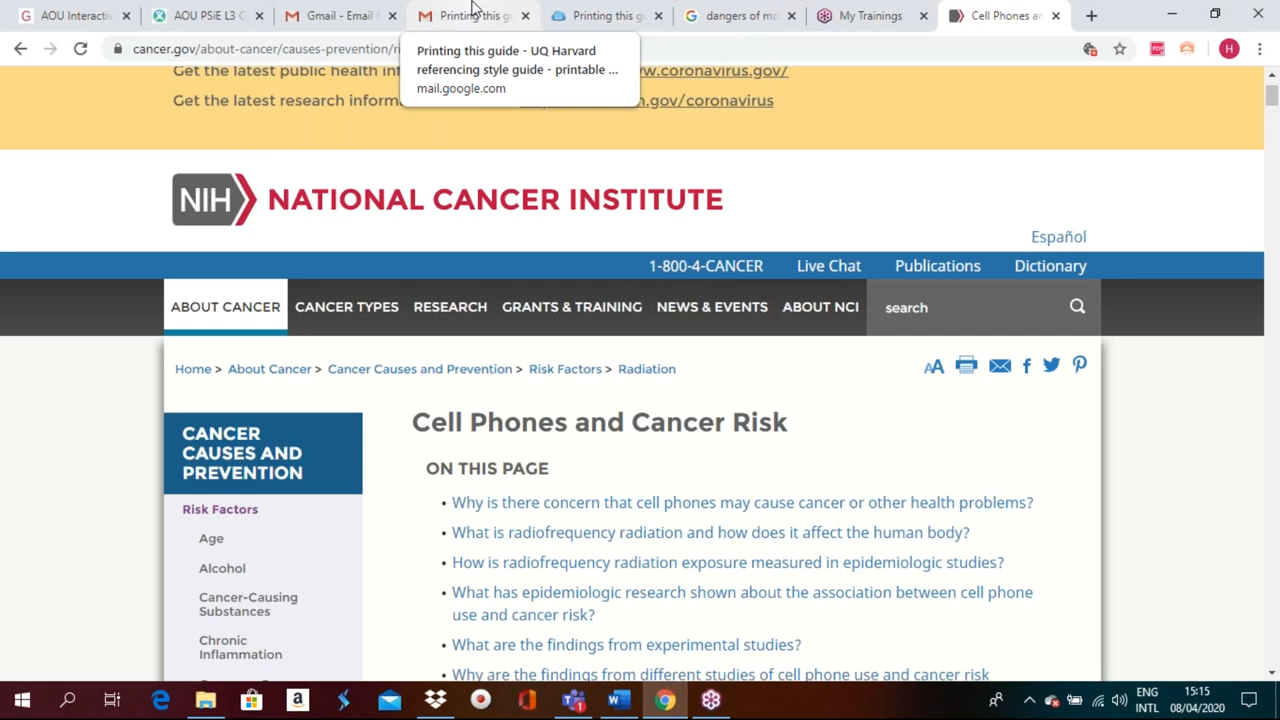 AOU Interactiv
AOU PSiE L3 C
Gmail - Email f
Printing this gu
Printing this gu
dangers of mo
My Trainings
Cell Phones an
cancer.gov/about-cancer/causes-prevention/ri
PDF
H
Printing this guide - UQ Harvard
referencing style guide - printable ...
mail.google.com
Get the latest public health inf
w.coronavirus.gov/
Get the latest research inform
.gov/coronavirus
NIH NATIONAL CANCER INSTITUTE
Español
1-800-4-CANCER Live Chat Publications Dictionary
ABOUT CANCER CANCER TYPES RESEARCH GRANTS & TRAINING NEWS & EVENTS ABOUT NCI search
Home > About Cancer > Cancer Causes and Prevention > Risk Factors > Radiation
AA
CANCER
CAUSES AND
PREVENTION
Risk Factors
Age
Alcohol
Cancer-Causing
Substances
Chronic
Inflammation
Cell Phones and Cancer Risk
ON THIS PAGE
• Why is there concern that cell phones may cause cancer or other health problems?
• What is radiofrequency radiation and how does it affect the human body?
• How is radiofrequency radiation exposure measured in epidemiologic studies?
• What has epidemiologic research shown about the association between cell phone
use and cancer risk?
• What are the findings from experimental studies?
• Why are the findings from different studies of cell phone use and cancer risk
ENG
INTL
15:15
08/04/2020